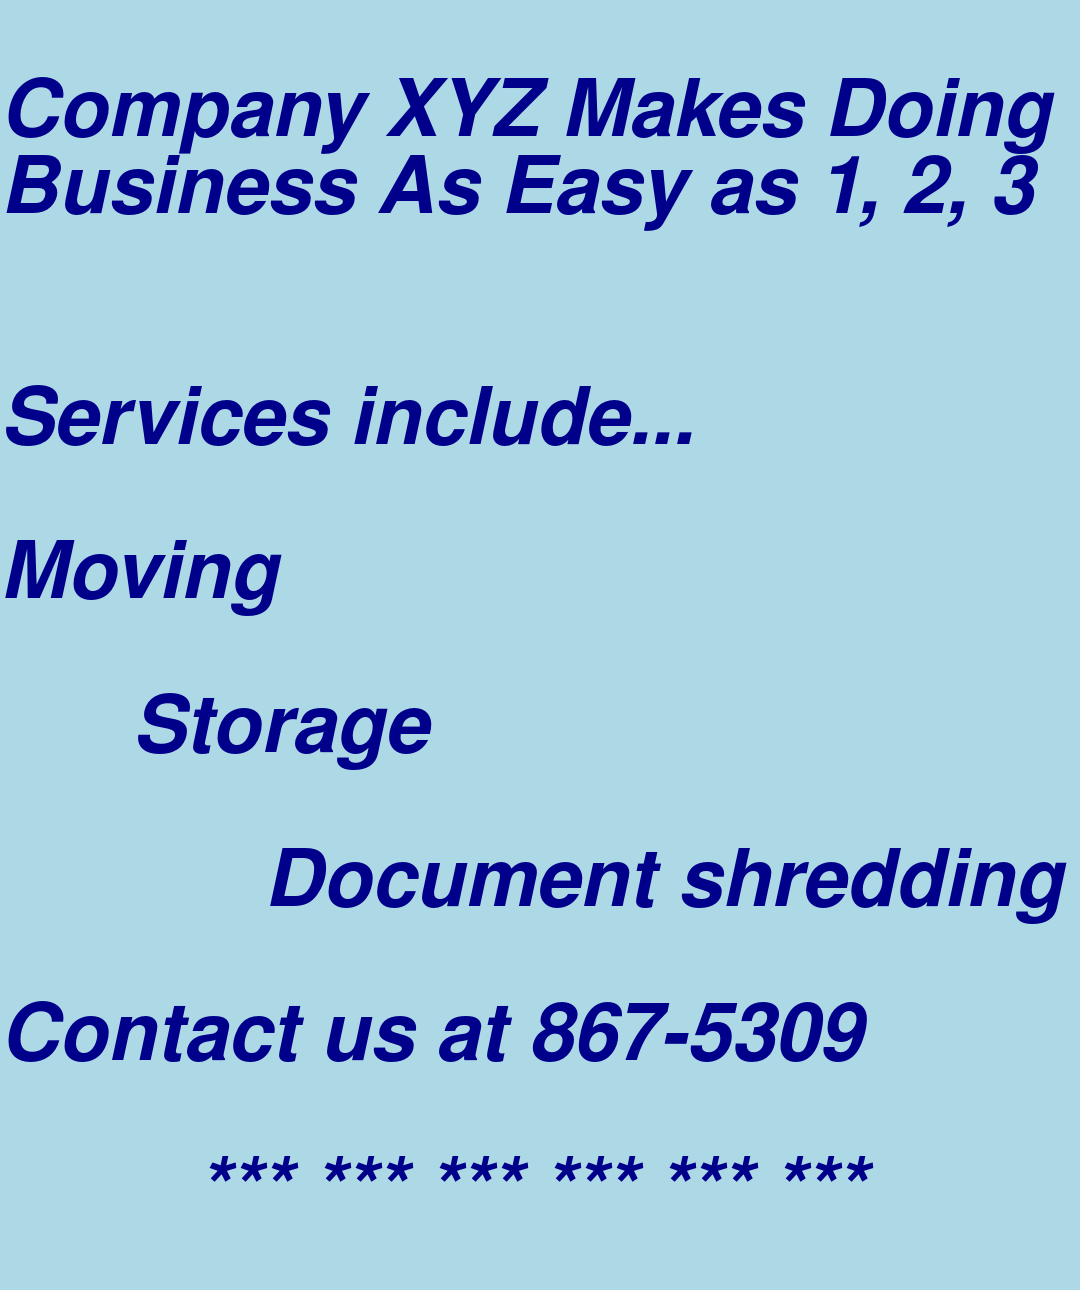 Company XYZ Makes Doing
Business As Easy as 1, 2, 3
Services include...
Moving
Storage
Document shredding
Contact us at 867-5309
*** *** *** *** *** ***